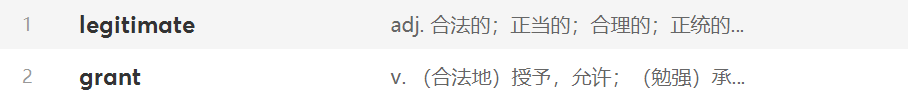 1 legitimate adj. 合法的；正当的；合理的；正统的...
2 grant v. （合法地）授予，允许；（勉强）承...